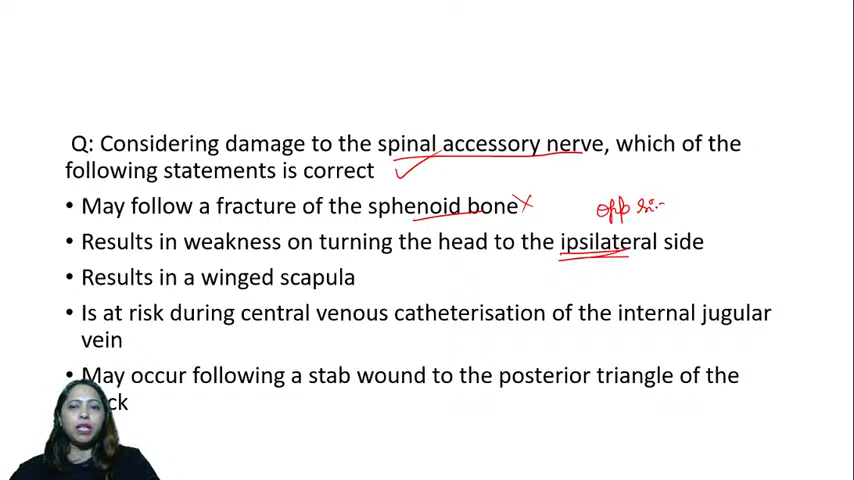 Q: Considering damage to the spinal accessory nerve, which of the
following statements is correct
• May follow a fracture of the sphenoid bone
opp
• Results in weakness on turning the head to the ipsilateral side
• Results in a winged scapula
• Is at risk during central venous catheterisation of the internal jugular
vein
• May occur following a stab wound to the posterior triangle of the